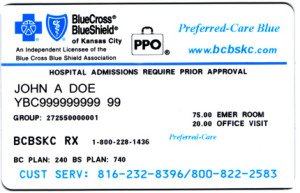 BlueCross®
BlueShield®
of Kansas City
An Independent Licensee of the
Blue Cross Blue Shield Association
PPO®
Preferred-Care Blue
www.bcbskc.com
HOSPITAL ADMISSIONS REQUIRE PRIOR APPROVAL
JOHN A DOE
YBC999999999 99
GROUP: 272550000001
75.00 EMER ROOM
20.00 OFFICE VISIT
BCBSKC RX 1-800-228-1436
Preferred-Care
BC PLAN: 240 BS PLAN: 740
CUST SERV: 816-232-8396/800-822-2583